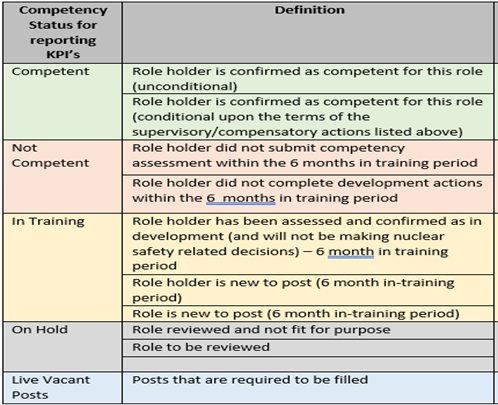 Competency Definition
Status for
reporting
KPI's
Competent Role holder is confirmed as competent for this role
(unconditional)
Role holder is confirmed as competent for this role
(conditional upon the terms of the
supervisory/compensatory actions listed above)
Not Role holder did not submit competency
Competent assessment within the 6 months in training period
Role holder did not complete development actions
within the 6  months in training period
In Training Role holder has been assessed and confirmed as in
development (and will not be making nuclear
safety related decisions) – 6 month in training
period
Role holder is new to post (6 month in-training
period)
Role is new to post (6 month in-training period)
On Hold Role reviewed and not fit for purpose
Role to be reviewed
Live Vacant Posts that are required to be filled
Posts